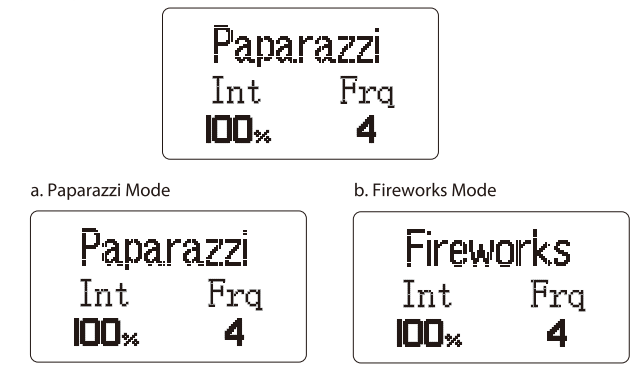 Paparazzi
Int Frq
100% 4
a. Paparazzi Mode
Paparazzi
Int Frq
100% 4
b. Fireworks Mode
Fireworks
Int Frq
100% 4